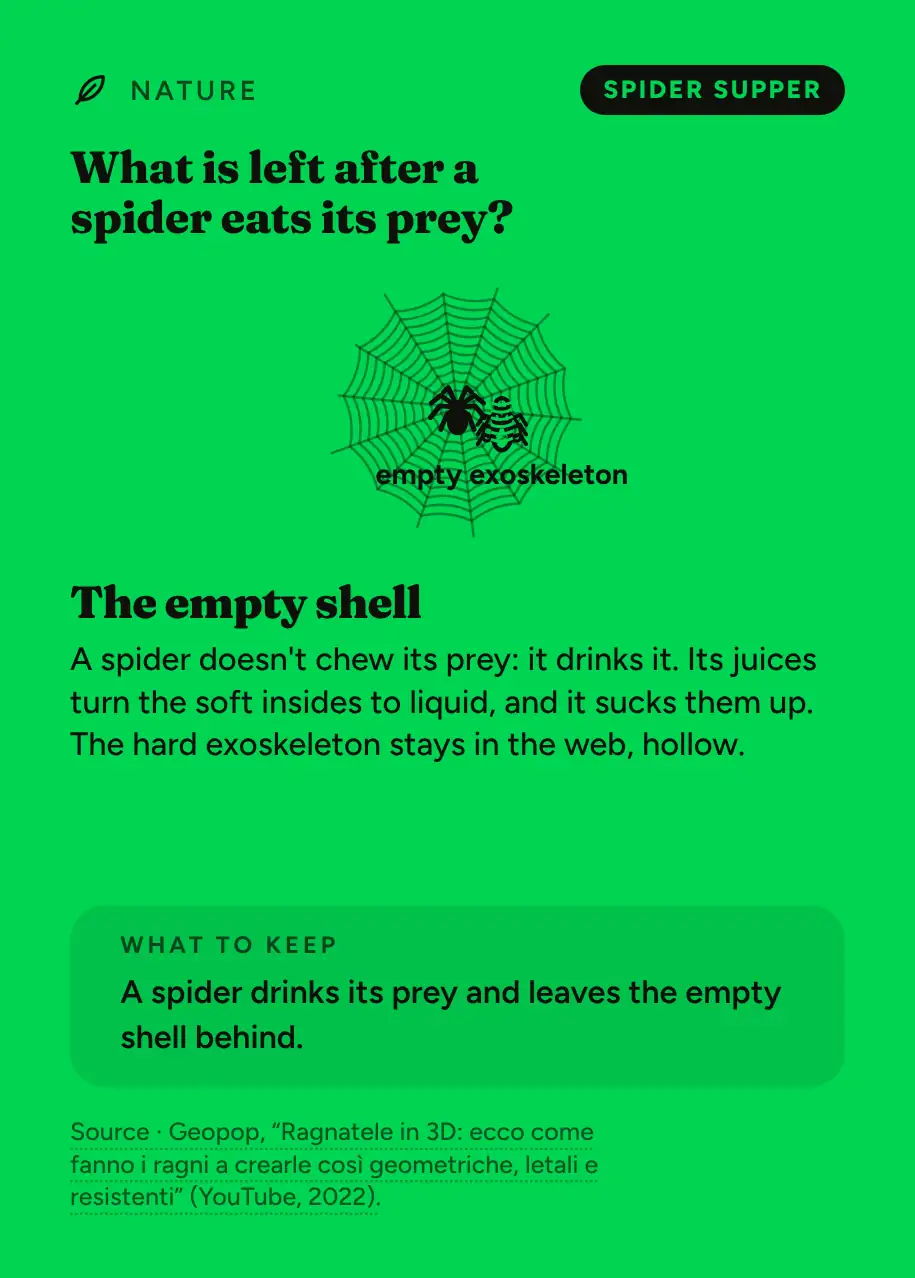 NATURE
SPIDER SUPPER
What is left after a
spider eats its prey?
empty exoskeleton
The empty shell
A spider doesn't chew its prey: it drinks it. Its juices
turn the soft insides to liquid, and it sucks them up.
The hard exoskeleton stays in the web, hollow.
WHAT TO KEEP
A spider drinks its prey and leaves the empty
shell behind.
Source · Geopop, “Ragnatele in 3D: ecco come
fanno i ragni a crearle così geometriche, letali e
resistenti” (YouTube, 2022).